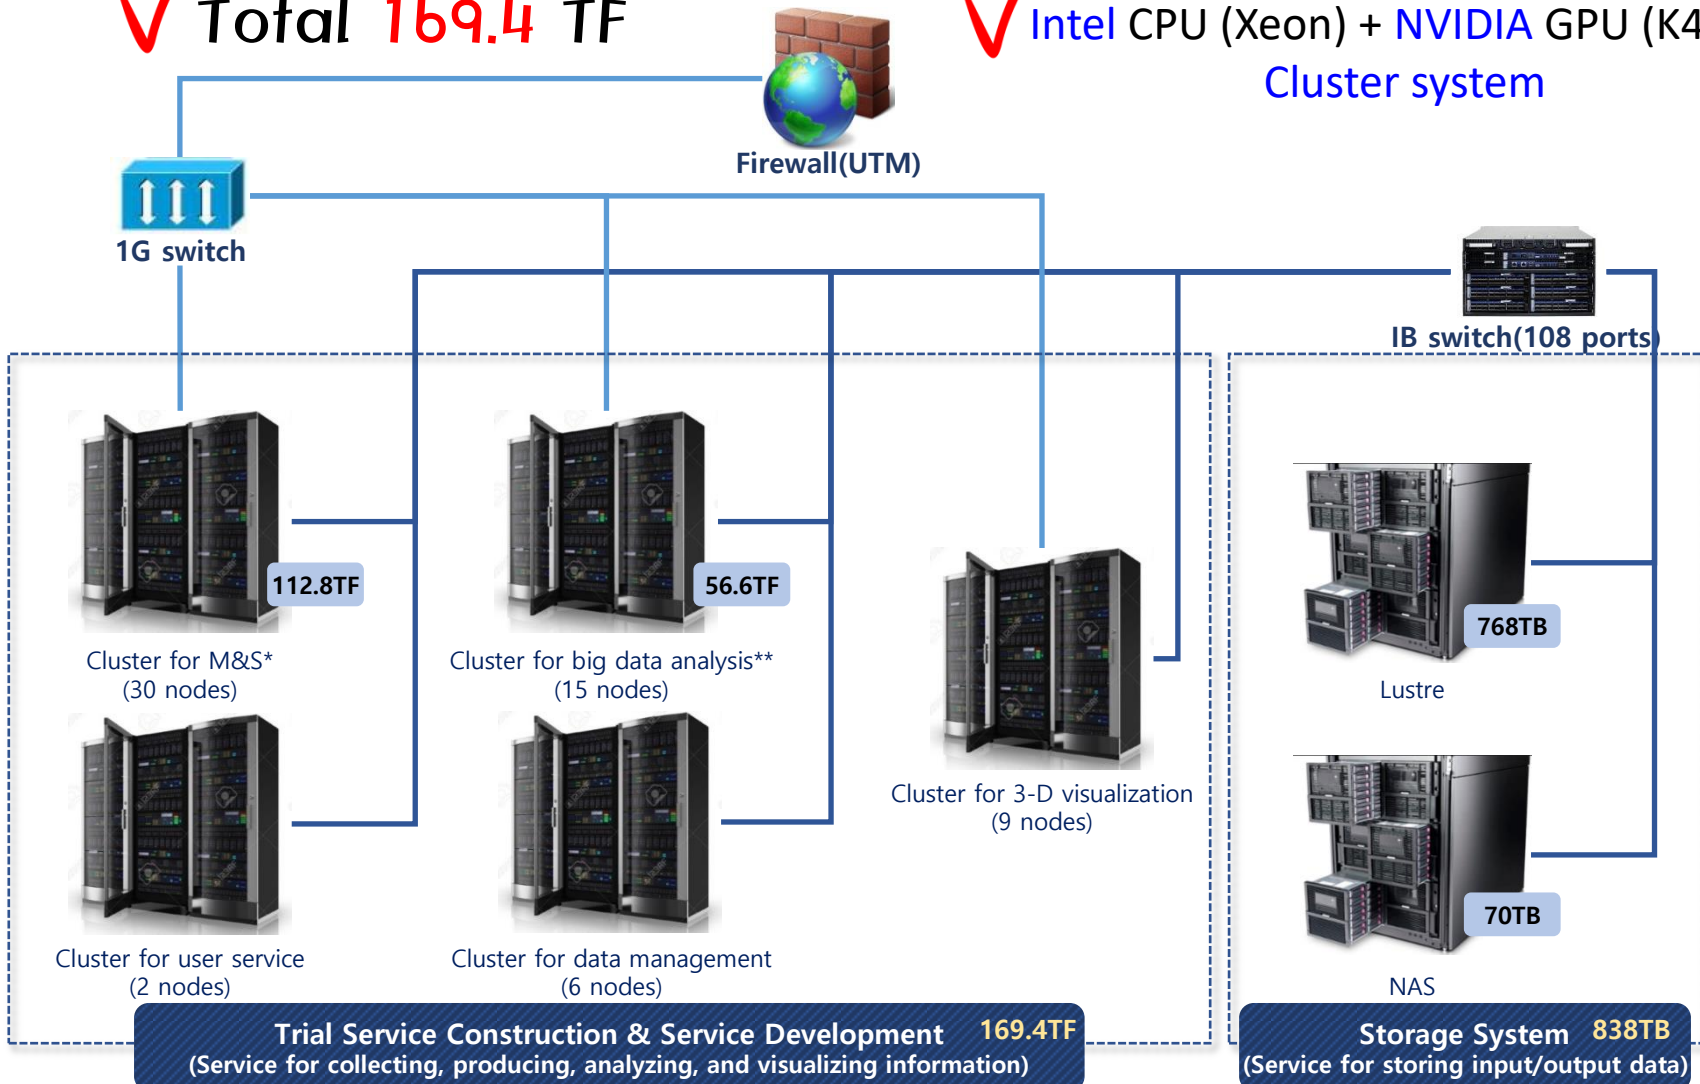 Total 169.4 TF
Intel CPU (Xeon) + NVIDIA GPU (K4
Cluster system
Firewall(UTM)
1G switch
IB switch(108 ports)
112.8TF
56.6TF
768TB
Cluster for M&S*
(30 nodes)
Cluster for big data analysis**
(15 nodes)
Lustre
Cluster for 3-D visualization
(9 nodes)
70TB
Cluster for user service
(2 nodes)
Cluster for data management
(6 nodes)
NAS
Trial Service Construction & Service Development 169.4TF
(Service for collecting, producing, analyzing, and visualizing information)
Storage System 838TB
(Service for storing input/output data)